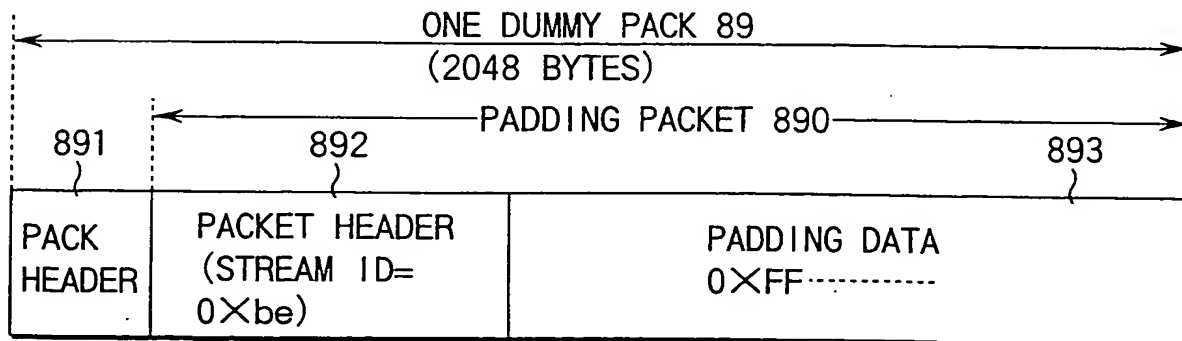 ONE DUMMY PACK 89
(2048 BYTES)
PADDING PACKET 890
891
892
893
PACK
HEADER
PACKET HEADER
(STREAM ID=
0×be)
PADDING DATA
0×FF----------